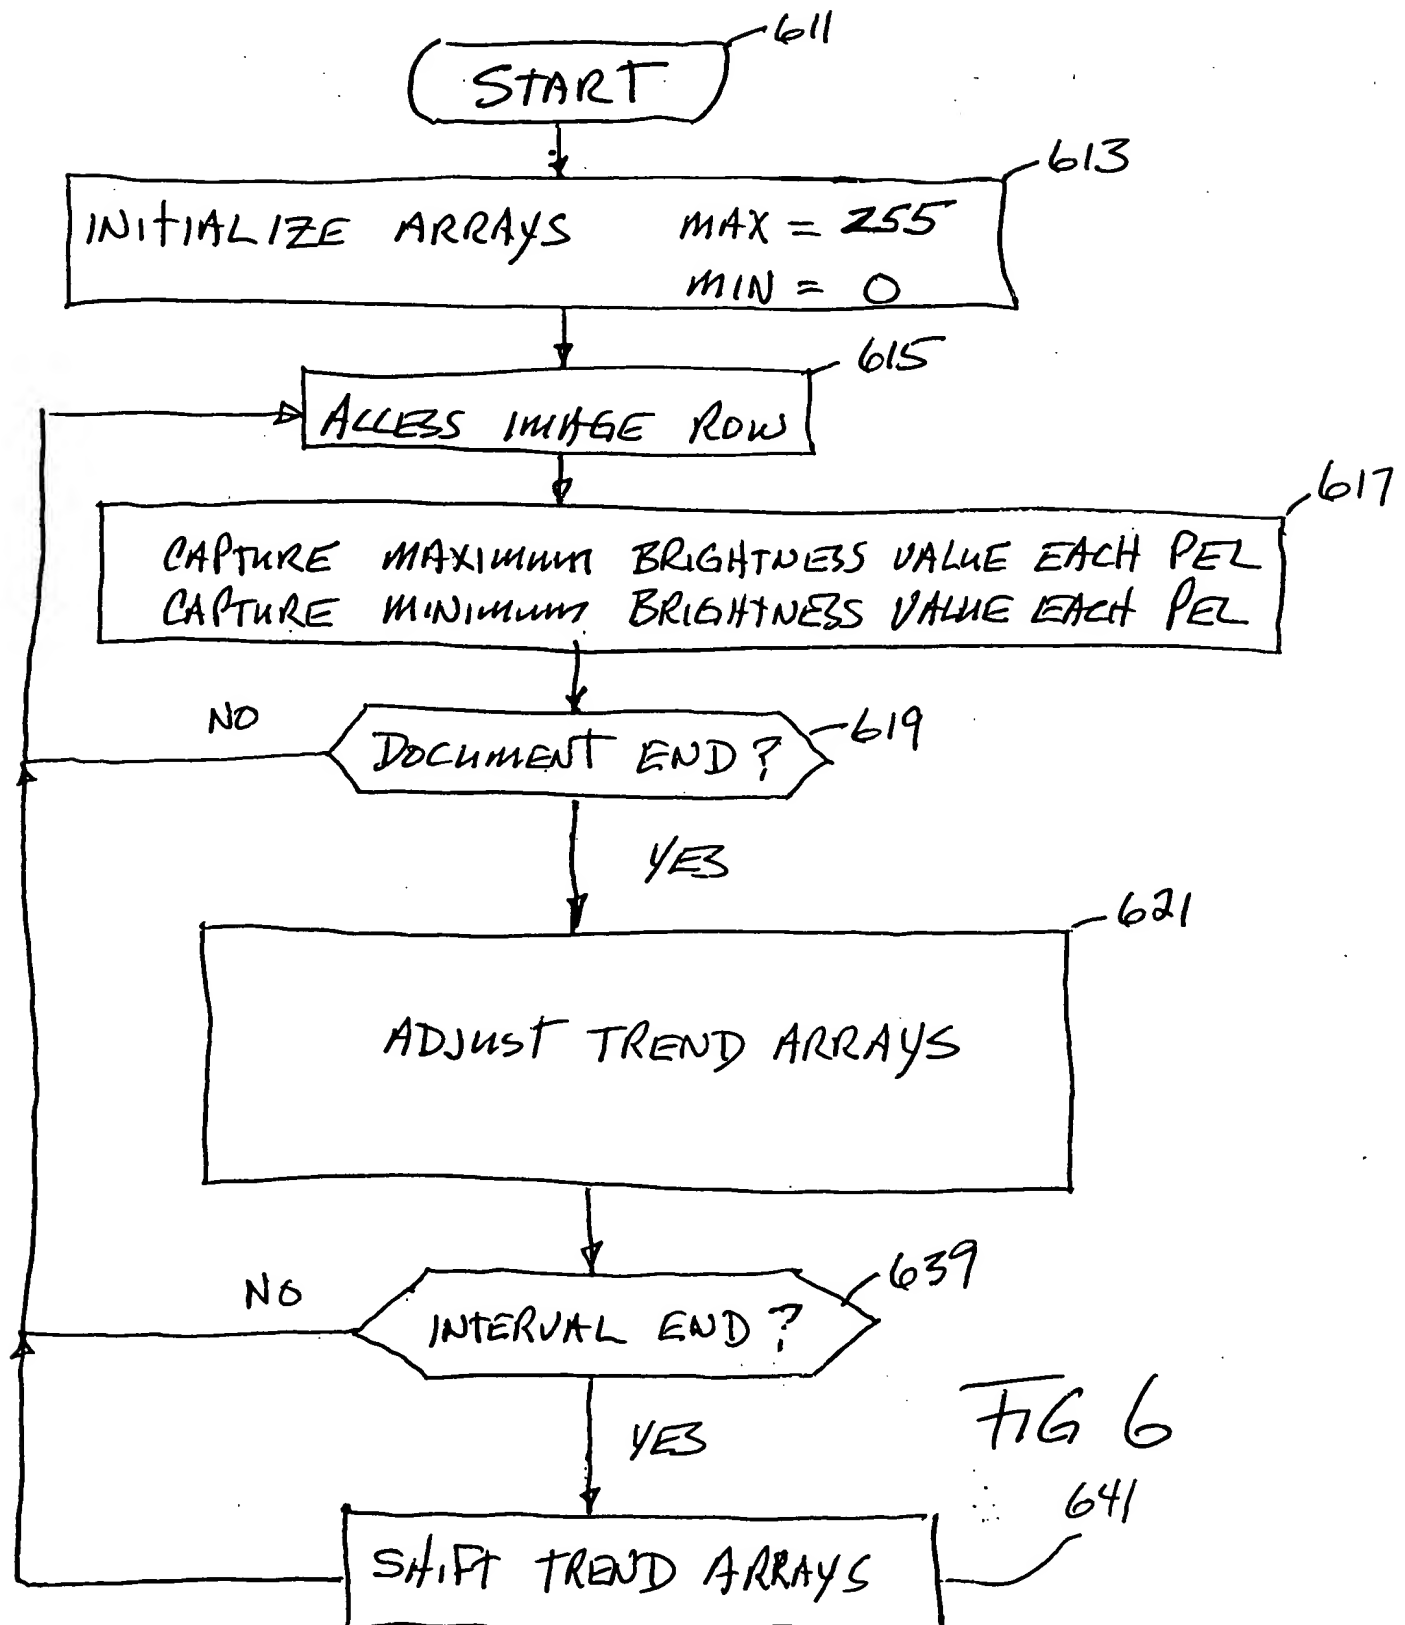 611
START
613
INITIALIZE ARRAYS MAX = 255
MIN = 0
615
ACCESS IMAGE ROW
617
CAPTURE MAXIMUM BRIGHTNESS VALUE EACH PEL
CAPTURE MINIMUM BRIGHTNESS VALUE EACH PEL
NO
DOCUMENT END?
619
YES
621
ADJUST TREND ARRAYS
639
NO
INTERVAL END?
YES
FIG 6
641
SHIFT TREND ARRAYS